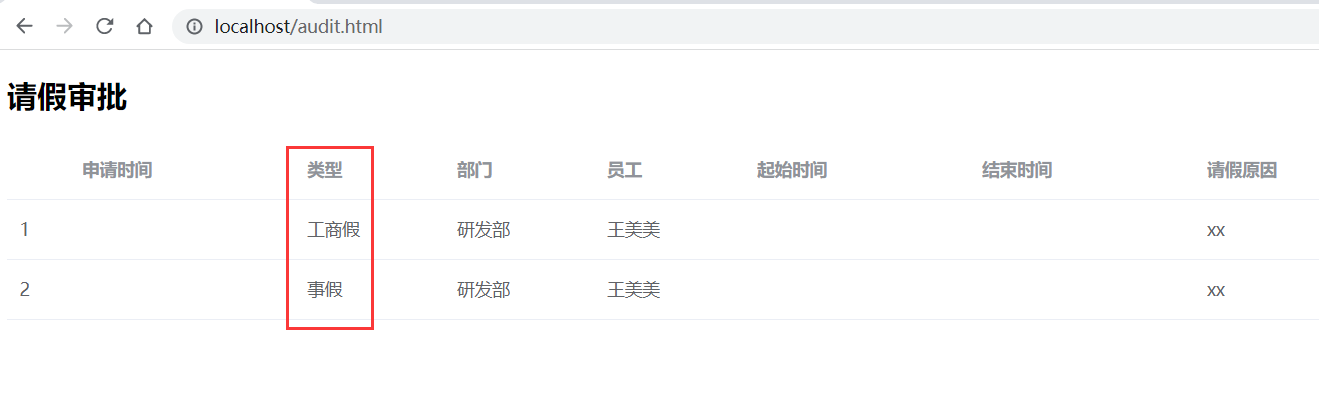 localhost/audit.html
请假审批
申请时间 类型 部门 员工 起始时间 结束时间 请假原因
1 工商假 研发部 王美美 xx
2 事假 研发部 王美美 xx